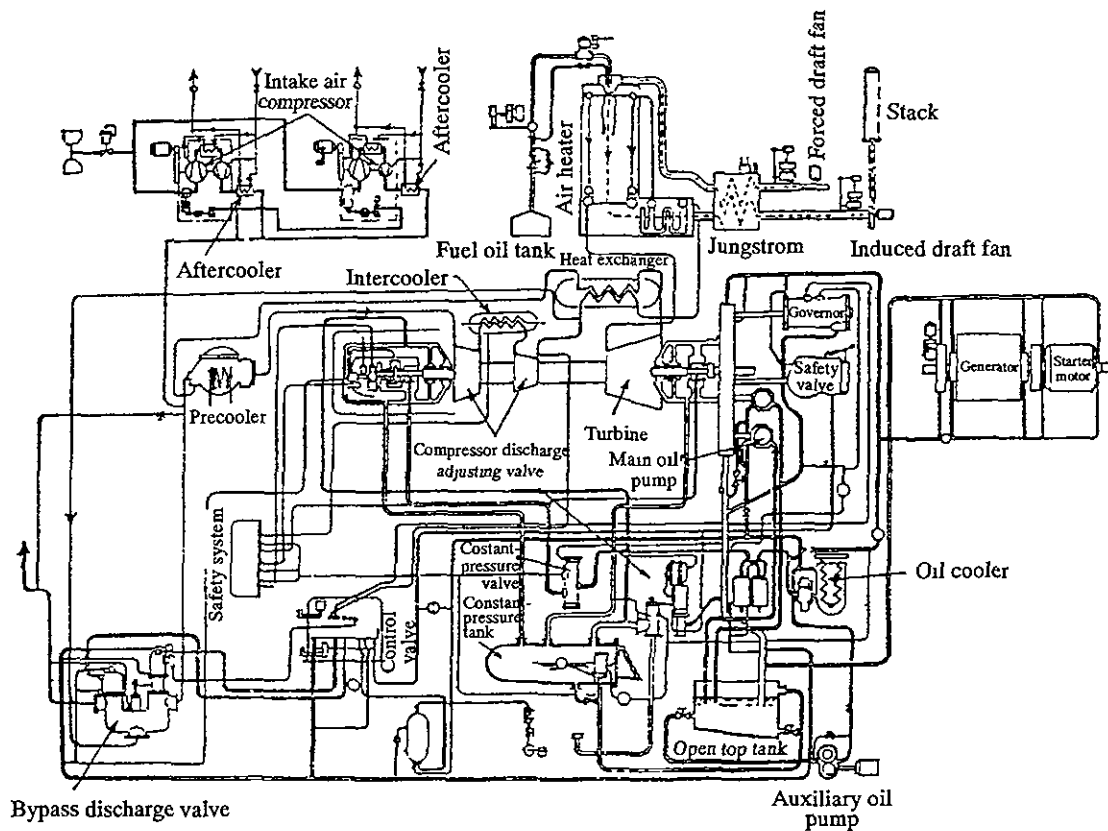 Intake air
compressor
Aftercooler
Aftercooler
Air heater
Fuel oil tank
Forced draft fan
Stack
Jungstrom
Induced draft fan
Heat exchanger
Intercooler
Governor
Safety
valve
Generator
Starter
motor
Precooler
Compressor discharge
adjusting valve
Turbine
Main oil
pump
Safety system
Costant-
pressure
valve
Constant-
pressure
tank
Control
valve
Oil cooler
Open top tank
Bypass discharge valve
Auxiliary oil
pump